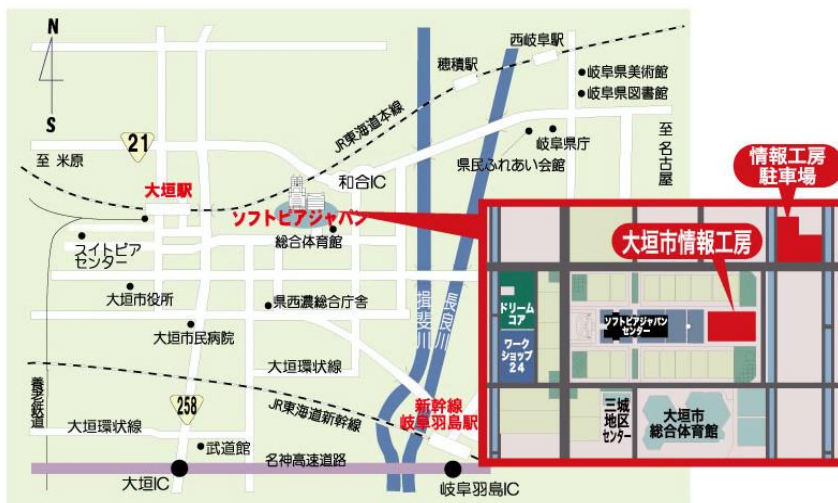 N
S
西岐阜駅
穂積駅
岐阜県美術館
岐阜県図書館
JR東海道本線
21
至 米原
岐阜県庁
県民ふれあい会館
至 名古屋
和合IC
大垣駅
ソフトピアジャパン
総合体育館
スイトピア
センター
大垣市役所
県西濃総合庁舎
揖斐川
長良川
大垣市民病院
大垣環状線
養老鉄道
258
JR東海道新幹線
新幹線
岐阜羽島駅
大垣環状線
武道館
名神高速道路
大垣IC
岐阜羽島IC
情報工房
駐車場
大垣市情報工房
ドリーム
コア
ソフトピアジャパン
センター
ワーク
ショップ
24
三城
地区
センター
大垣市
総合体育館